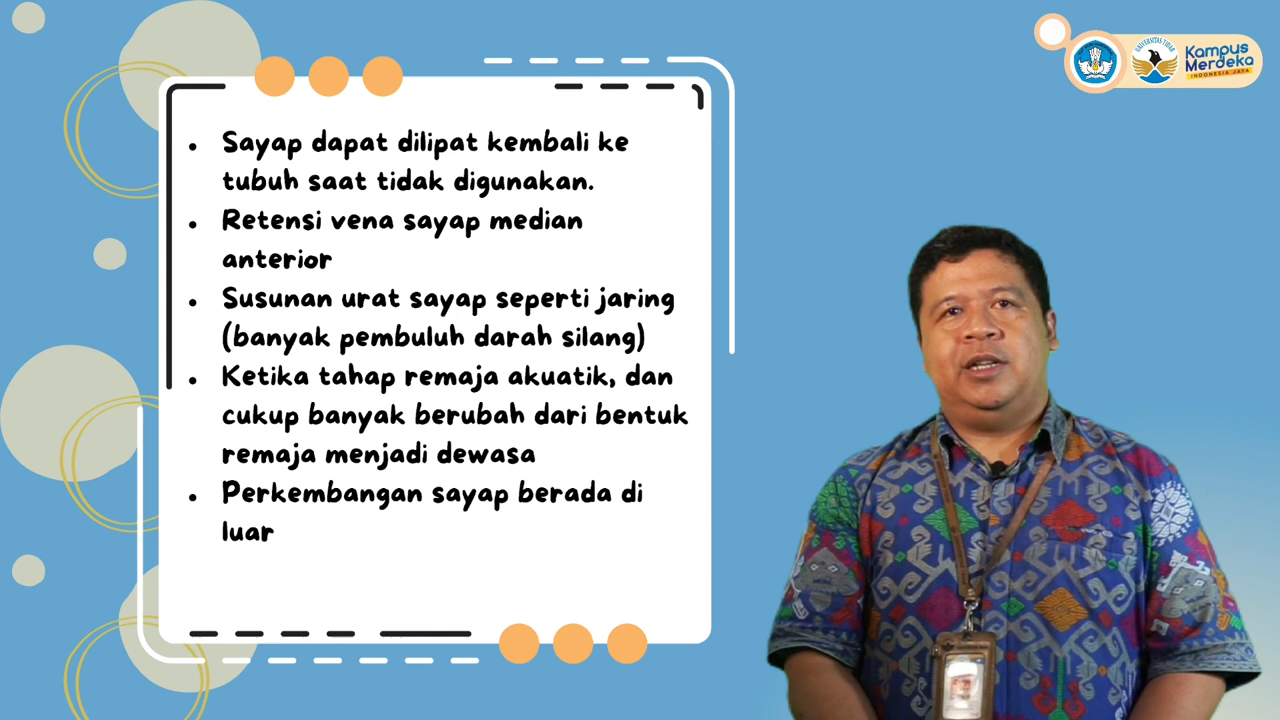 • Sayap dapat dilipat kembali ke
tubuh saat tidak digunakan.
• Retensi vena sayap median
anterior
• Susunan urat sayap seperti jaring
(banyak pembuluh darah silang)
• Ketika tahap remaja akuatik, dan
cukup banyak berubah dari bentuk
remaja menjadi dewasa
• Perkembangan sayap berada di
luar
UNIVERSITAS TIDAR
Kampus
Merdeka
INDONESIA JAYA